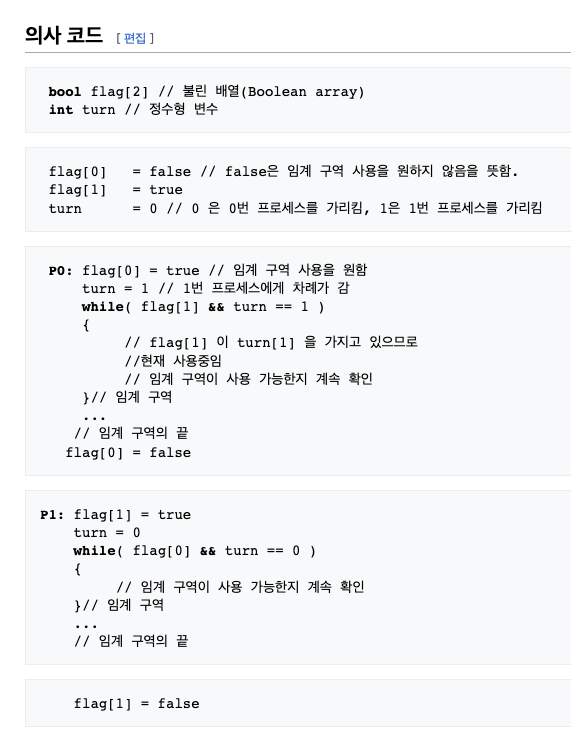 의사 코드 [편집]
bool flag[2] // 불린 배열(Boolean array)
int turn // 정수형 변수
flag[0]   = false // false은 임계 구역 사용을 원하지 않음을 뜻함.
flag[1]   = true
turn      = 0 // 0 은 0번 프로세스를 가리킴, 1은 1번 프로세스를 가리킴
P0: flag[0] = true // 임계 구역 사용을 원함
turn = 1 // 1번 프로세스에게 차례가 감
while( flag[1] && turn == 1 )
{
// flag[1] 이 turn[1] 을 가지고 있으므로
//현재 사용중임
// 임계 구역이 사용 가능한지 계속 확인
}// 임계 구역
...
// 임계 구역의 끝
flag[0] = false
P1: flag[1] = true
turn = 0
while( flag[0] && turn == 0 )
{
// 임계 구역이 사용 가능한지 계속 확인
}// 임계 구역
...
// 임계 구역의 끝
flag[1] = false